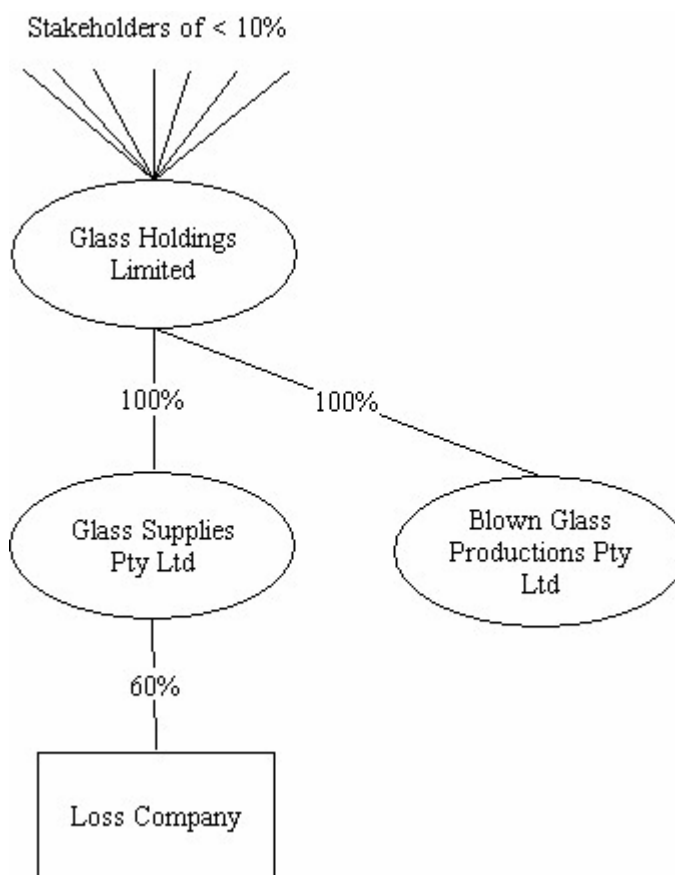 Stakeholders of < 10%
Glass Holdings
Limited
100%
100%
Glass Supplies
Pty Ltd
Blown Glass
Productions Pty
Ltd
60%
Loss Company